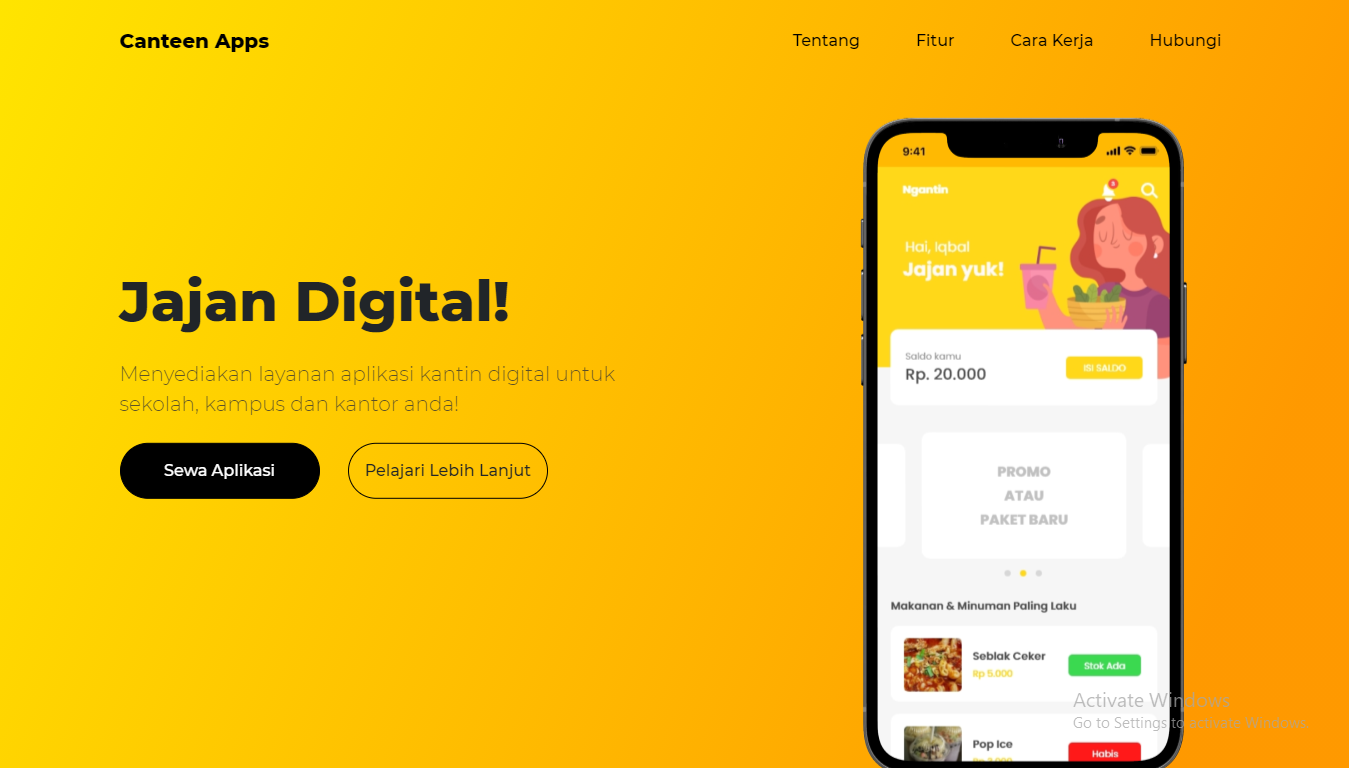 Canteen Apps
Tentang
Fitur
Cara Kerja
Hubungi
Jajan Digital!
Menyediakan layanan aplikasi kantin digital untuk
sekolah, kampus dan kantor anda!
Sewa Aplikasi
Pelajari Lebih Lanjut
9:41
Ngantin
Hai, Iqbal
Jajan yuk!
Saldo kamu
Rp. 20.000
ISI SALDO
PROMO
ATAU
PAKET BARU
Makanan & Minuman Paling Laku
Seblak Ceker
Rp 5.000
Stok Ada
Pop Ice
Habis
Activate Windows
Go to Settings to activate Windows.